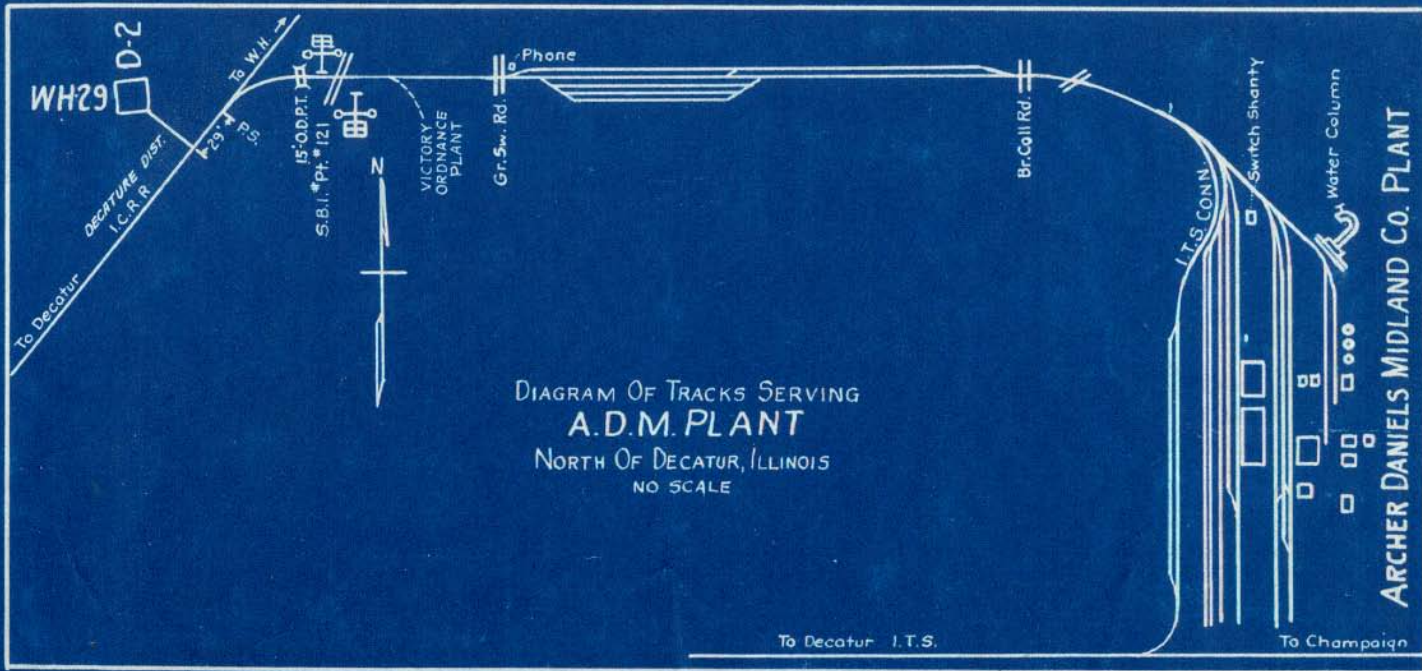 WH29
D-2
To W.H.
29'
P.S.
DECATURE DIST.
I.C.R.R
To Decatur
15' O.D.P.T.
S.B.I. #Pt.# 121
N
VICTORY
ORDNANCE
PLANT
Gr.Sw. Rd.
Phone
Br.Coll Rd.
I.T.S. CONN.
Switch Shanty
Water Column
ARCHER DANIELS MIDLAND CO. PLANT
DIAGRAM OF TRACKS SERVING
A.D.M. PLANT
NORTH OF DECATUR, ILLINOIS
NO SCALE
To Decatur I.T.S.
To Champaign